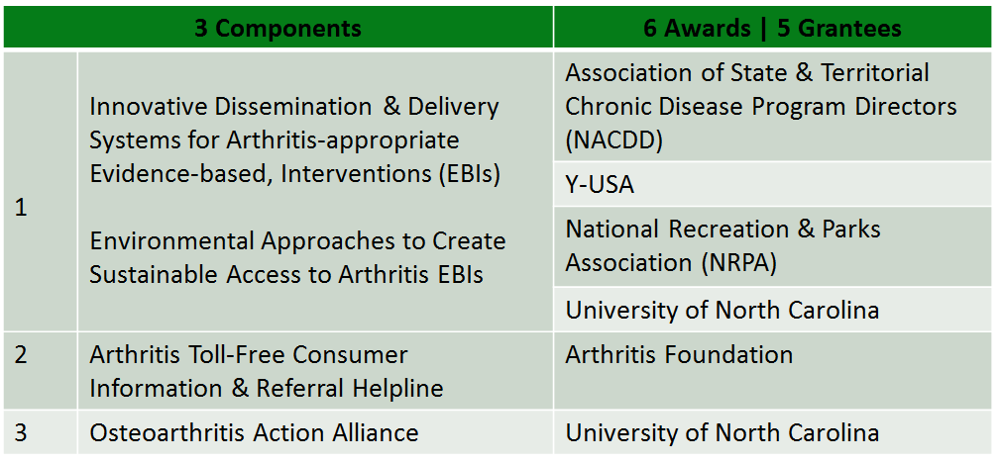 3 Components
6 Awards | 5 Grantees
1
Innovative Dissemination & Delivery
Systems for Arthritis-appropriate
Evidence-based, Interventions (EBIs)
Environmental Approaches to Create
Sustainable Access to Arthritis EBIs
Association of State & Territorial
Chronic Disease Program Directors
(NACDD)
Y-USA
National Recreation & Parks
Association (NRPA)
University of North Carolina
2
Arthritis Toll-Free Consumer
Information & Referral Helpline
Arthritis Foundation
3
Osteoarthritis Action Alliance
University of North Carolina